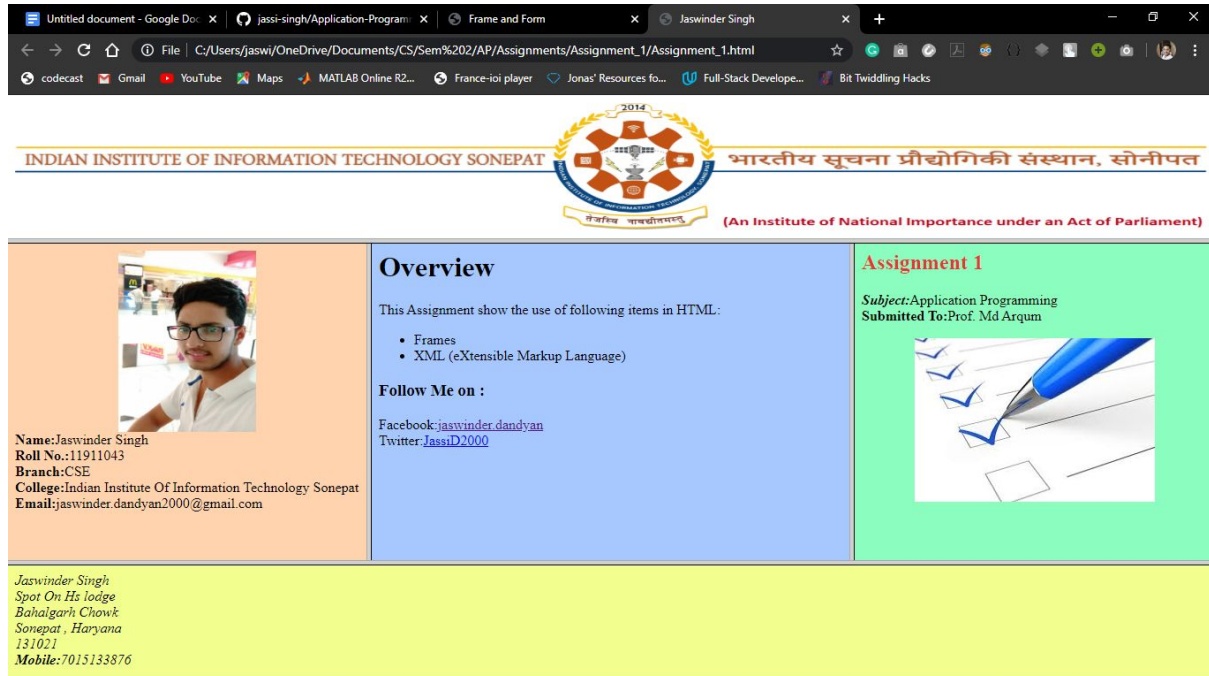 Untitled document - Google Doc
jassi-singh/Application-Program
Frame and Form
Jaswinder Singh
File | C:/Users/jaswi/OneDrive/Documents/CS/Sem%202/AP/Assignments/Assignment_1/Assignment_1.html
codecast
Gmail
YouTube
Maps
MATLAB Online R2...
France-ioi player
Jonas' Resources fo...
Full-Stack Develope...
Bit Twiddling Hacks
2014
INDIAN INSTITUTE OF INFORMATION TECHNOLOGY SONEPAT
भारतीय सूचना प्रौद्योगिकी संस्थान, सोनीपत
(An Institute of National Importance under an Act of Parliament)
Name:Jaswinder Singh
Roll No.:11911043
Branch:CSE
College:Indian Institute Of Information Technology Sonepat
Email:jaswinder.dandyan2000@gmail.com
Overview
This Assignment show the use of following items in HTML:
• Frames
• XML (eXtensible Markup Language)
Follow Me on :
Facebook:jaswinder.dandyan
Twitter:JassiD2000
Assignment 1
Subject:Application Programming
Submitted To:Prof. Md Arqum
Jaswinder Singh
Spot On Hs lodge
Bahalgarh Chowk
Sonepat , Haryana
131021
Mobile:7015133876